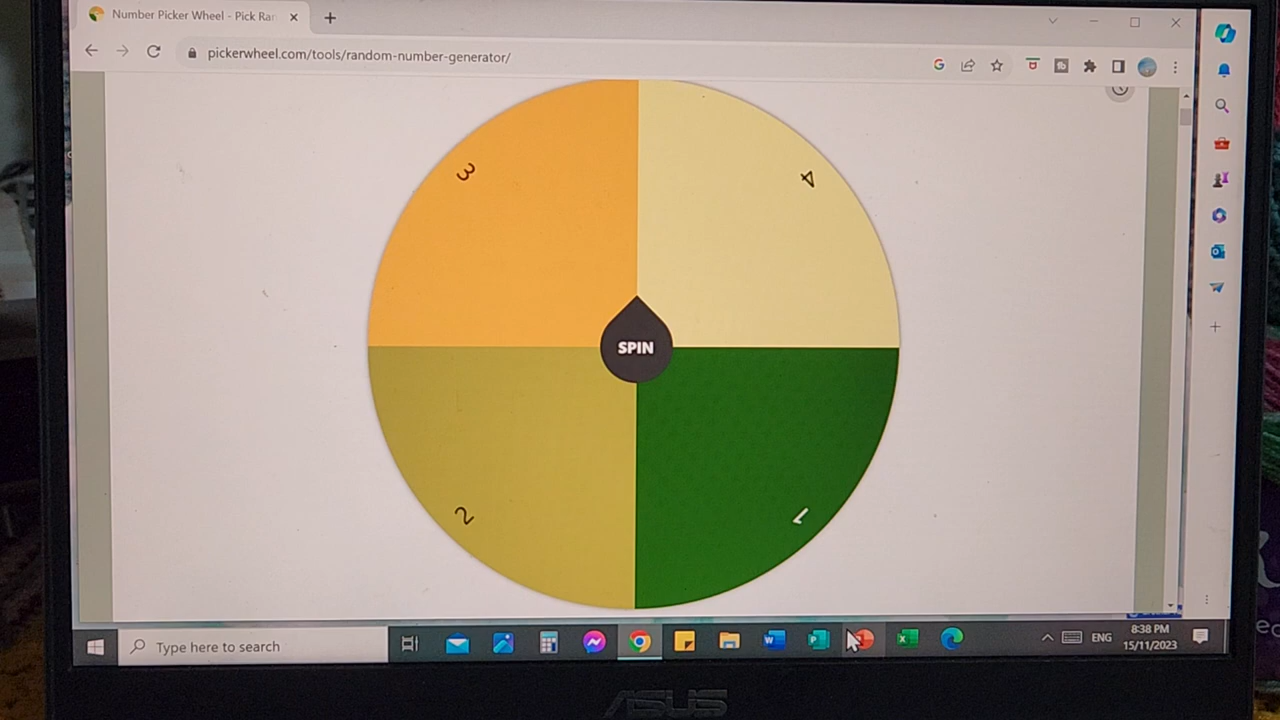 Number Picker Wheel - Pick Ran
pickerwheel.com/tools/random-number-generator/
3
4
SPIN
2
1
Type here to search
ENG
8:38 PM
15/11/2023
ASUS